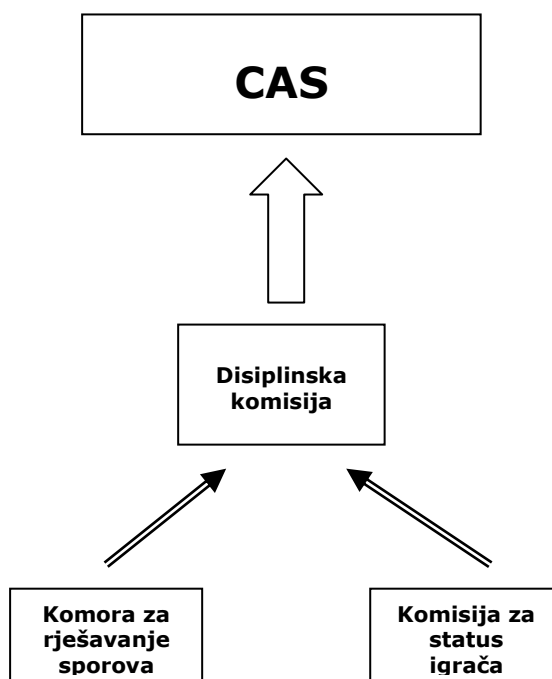 CAS
Disiplinska
komisija
Komora za
rješavanje
sporova
Komisija za
status
igrača